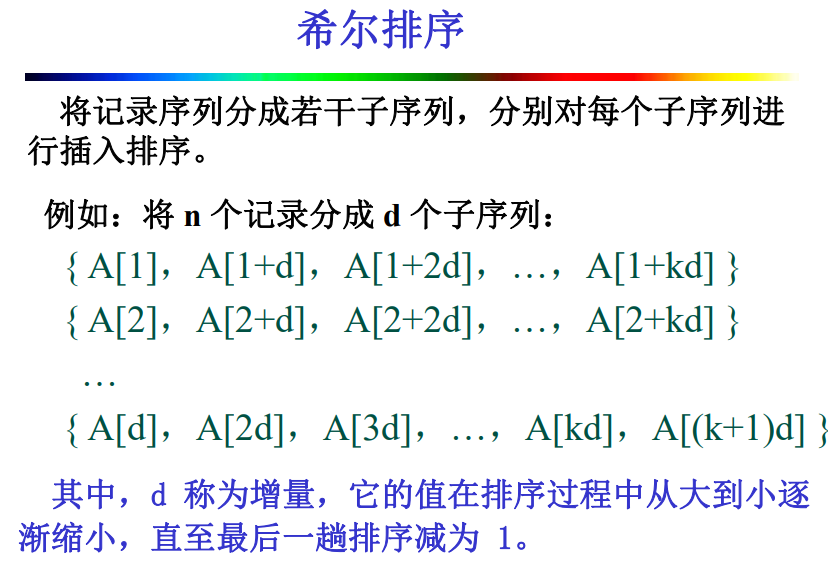 希尔排序
将记录序列分成若干子序列，分别对每个子序列进
行插入排序。
例如：将 n 个记录分成 d 个子序列：
{ A[1]，A[1+d]，A[1+2d]，…，A[1+kd] }
{ A[2]，A[2+d]，A[2+2d]，…，A[2+kd] }
…
{ A[d]，A[2d]，A[3d]，…，A[kd]，A[(k+1)d] }
其中，d 称为增量，它的值在排序过程中从大到小逐
渐缩小，直至最后一趟排序减为 1。